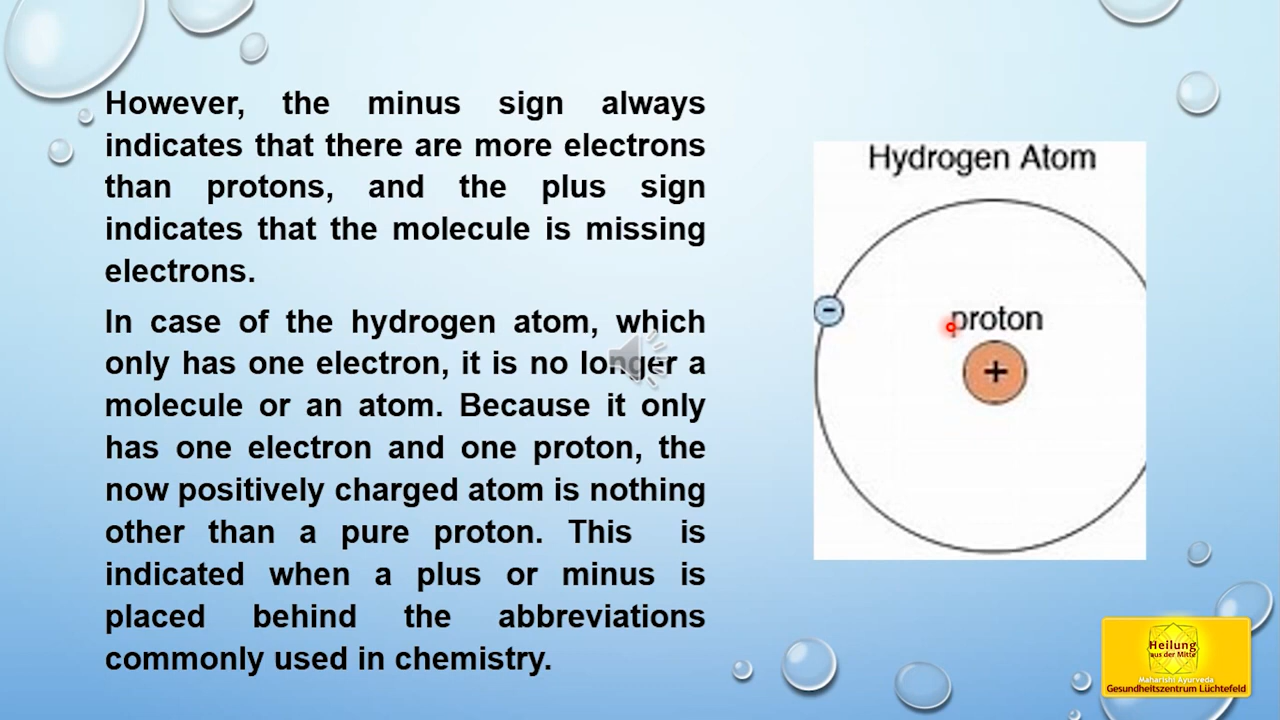 However, the minus sign always
indicates that there are more electrons
than protons, and the plus sign
indicates that the molecule is missing
electrons.
In case of the hydrogen atom, which
only has one electron, it is no longer a
molecule or an atom. Because it only
has one electron and one proton, the
now positively charged atom is nothing
other than a pure proton. This is
indicated when a plus or minus is
placed behind the abbreviations
commonly used in chemistry.
Hydrogen Atom
-
proton
+
Heilung
aus der Mitte
Maharishi Ayurveda
Gesundheitszentrum Lüchtefeld